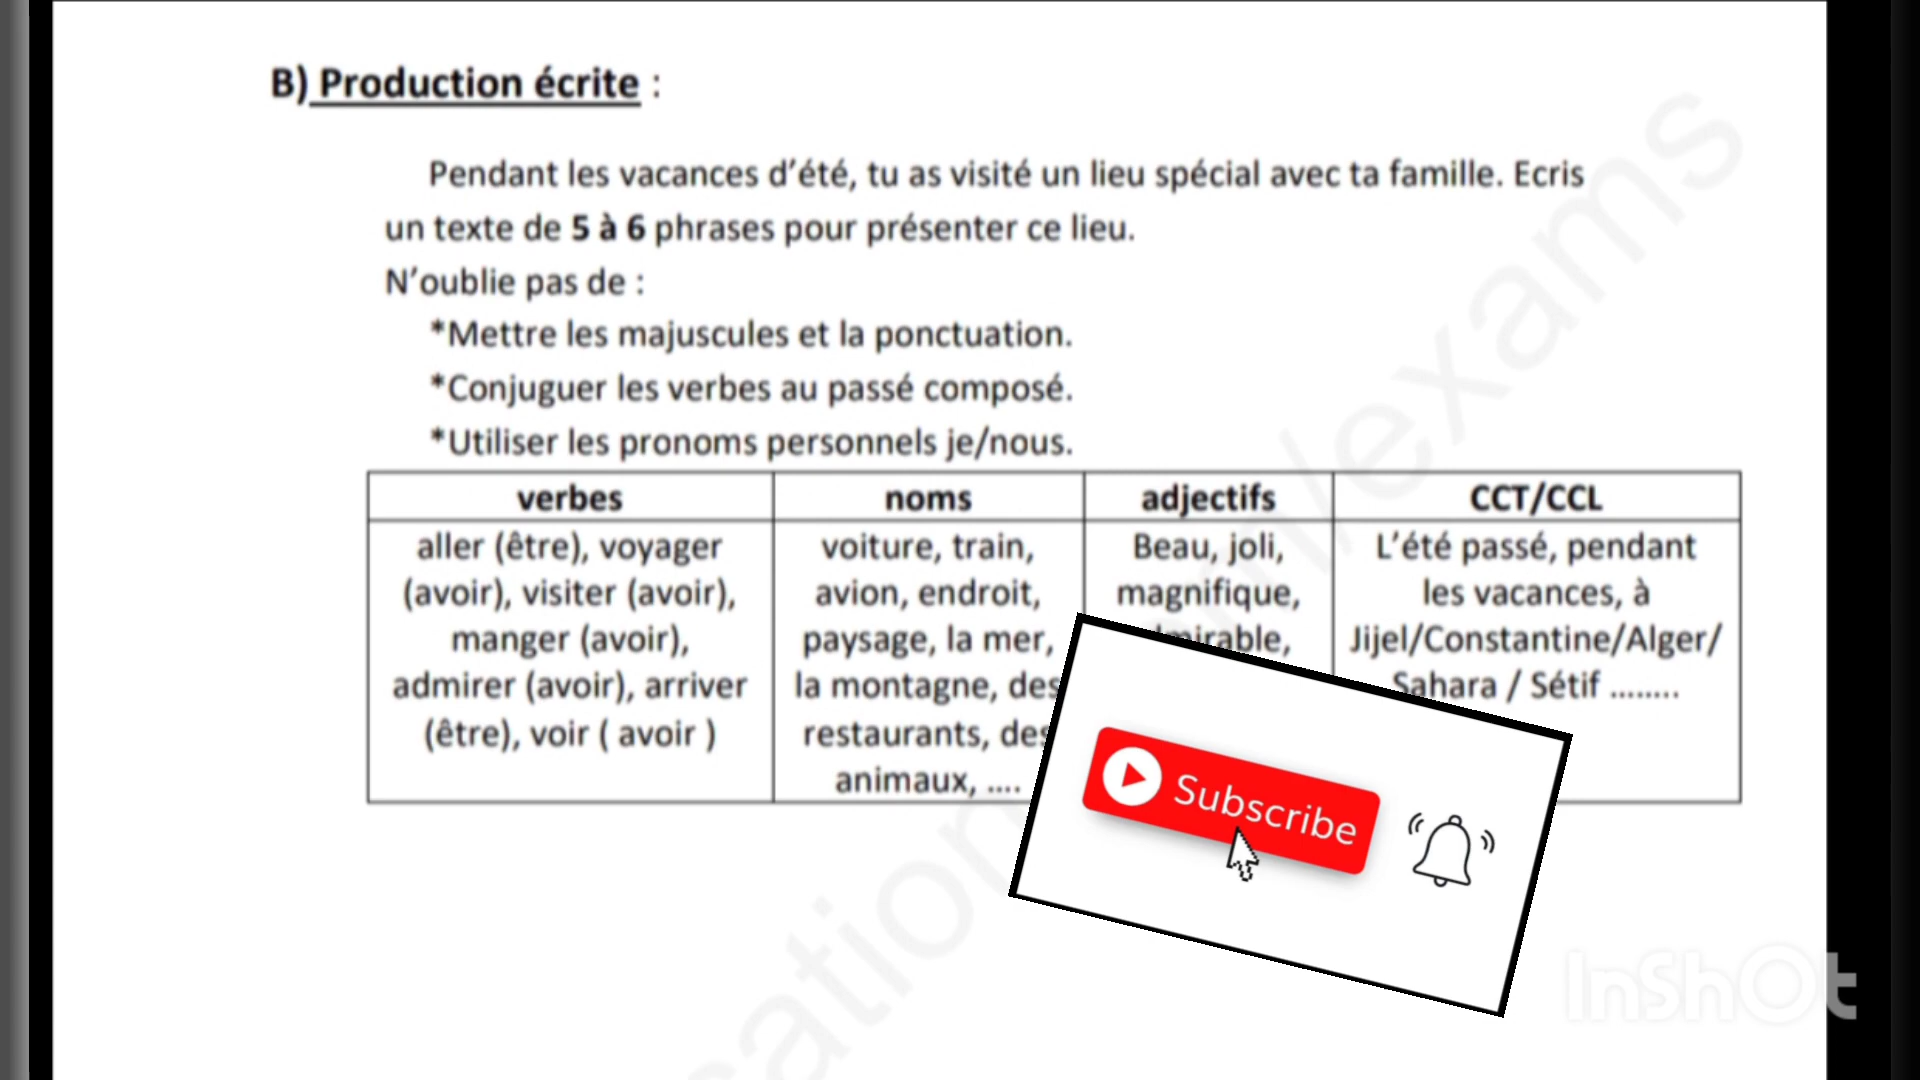 B) Production écrite :
Pendant les vacances d’été, tu as visité un lieu spécial avec ta famille. Ecris
un texte de 5 à 6 phrases pour présenter ce lieu.
N’oublie pas de :
*Mettre les majuscules et la ponctuation.
*Conjuguer les verbes au passé composé.
*Utiliser les pronoms personnels je/nous.
verbes
aller (être), voyager
(avoir), visiter (avoir),
manger (avoir),
admirer (avoir), arriver
(être), voir ( avoir )
noms
voiture, train,
avion, endroit,
paysage, la mer,
la montagne, des
restaurants, des
animaux, ....
adjectifs
Beau, joli,
magnifique,
CCT/CCL
L’été passé, pendant
les vacances, à
Jijel/Constantine/Alger/
Sahara / Sétif ........
Subscribe
/exams
InShOt